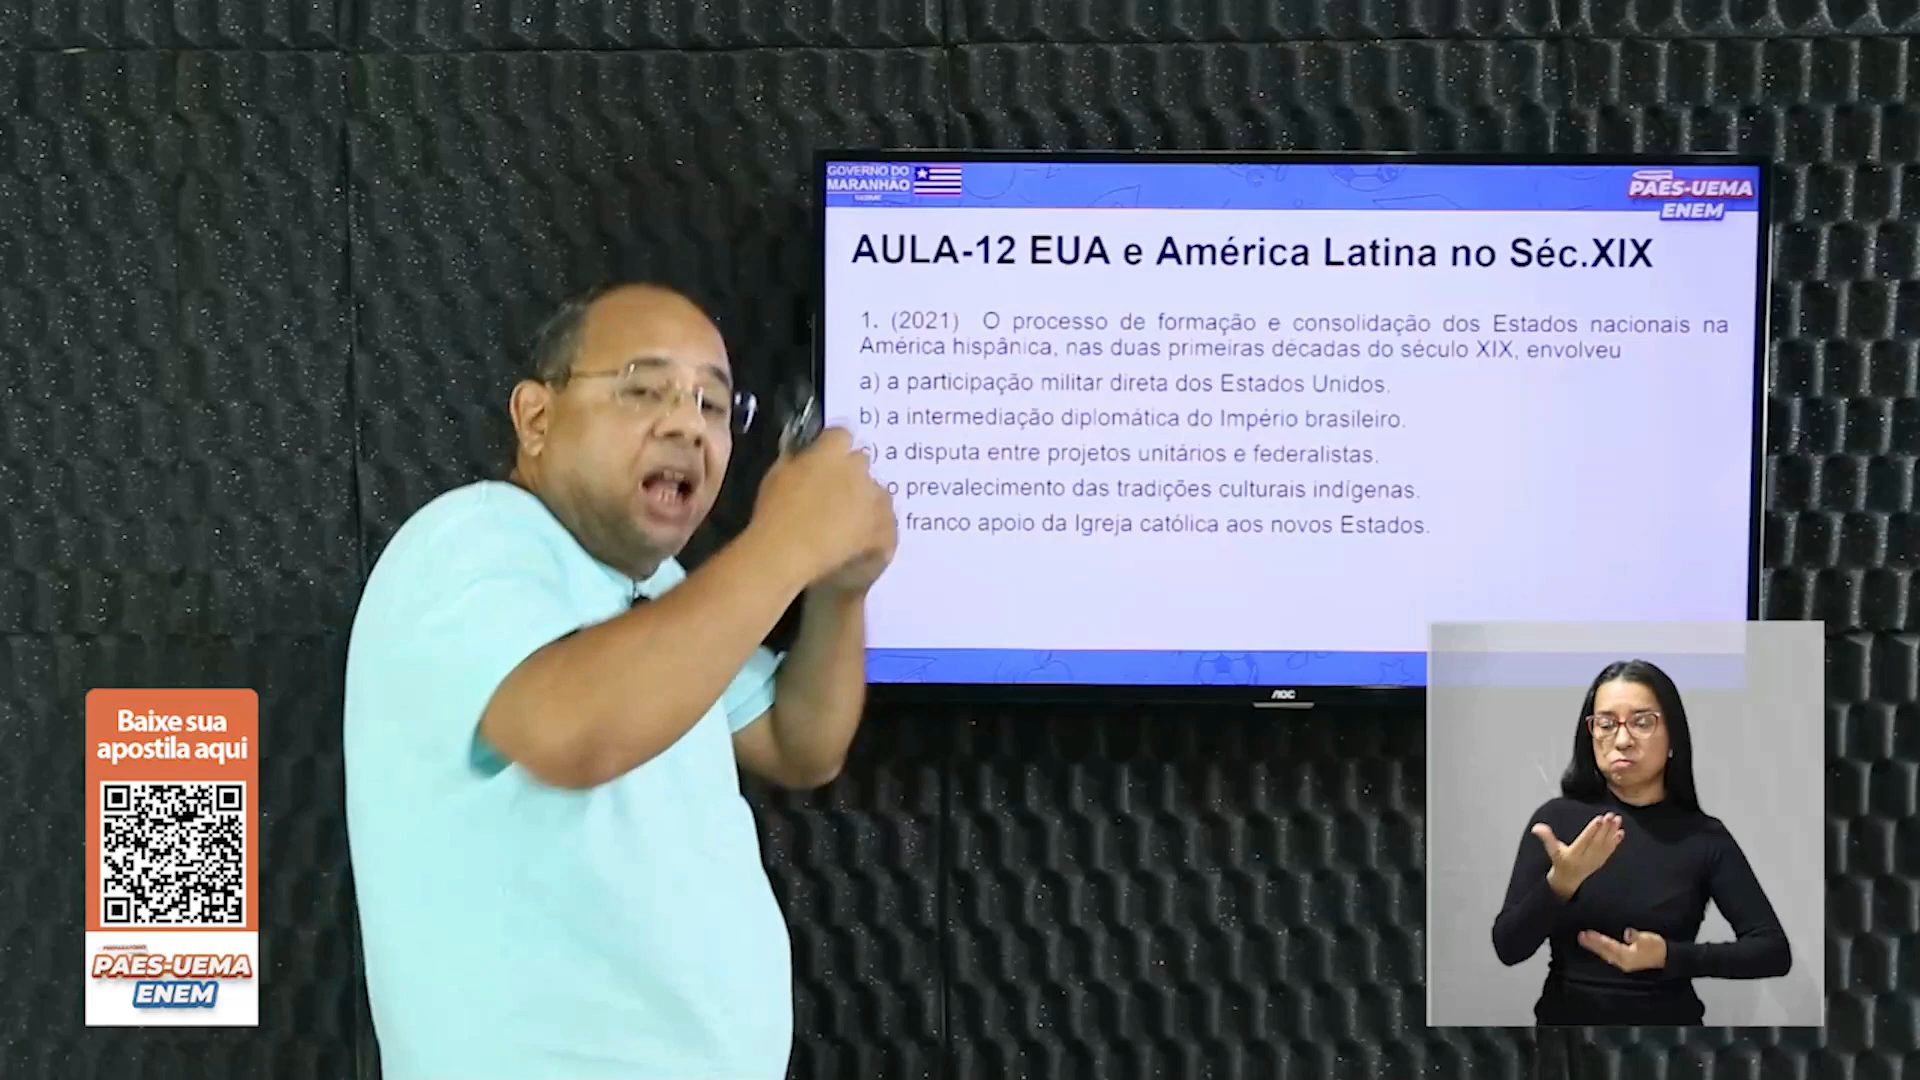 GOVERNO DO
MARANHÃO
PAES-UEMA
ENEM
AULA-12 EUA e América Latina no Séc.XIX
1. (2021) O processo de formação e consolidação dos Estados nacionais na
América hispânica, nas duas primeiras décadas do século XIX, envolveu
a) a participação militar direta dos Estados Unidos.
b) a intermediação diplomática do Império brasileiro.
c) a disputa entre projetos unitários e federalistas.
o prevalecimento das tradições culturais indígenas.
franco apoio da Igreja católica aos novos Estados.
AOC
Baixe sua
apostila aqui
PREPARATÓRIO
PAES-UEMA
ENEM